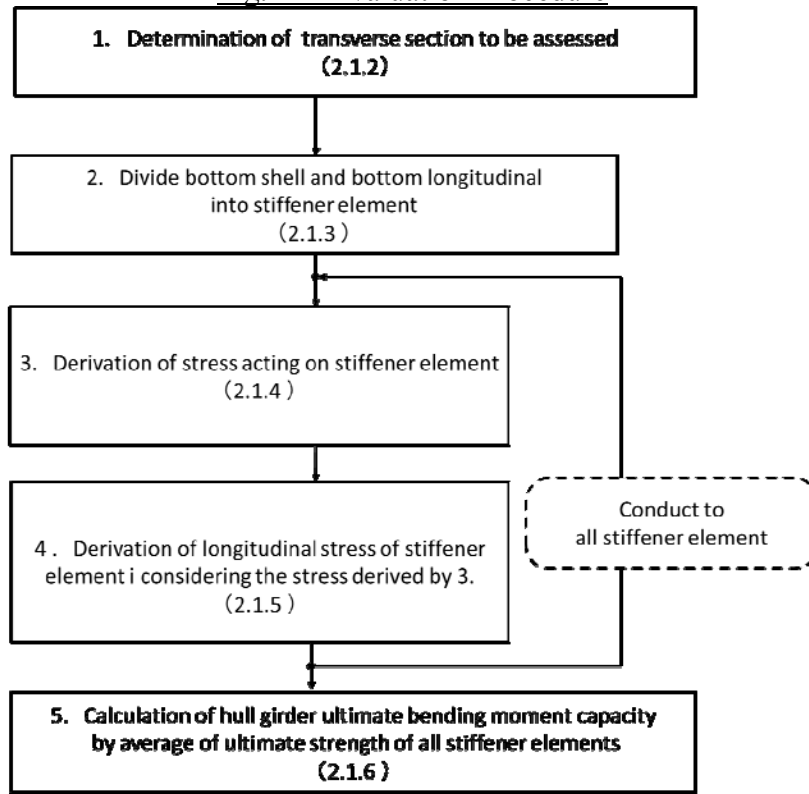 1. Determination of transverse section to be assessed
(2.1.2)
2. Divide bottom shell and bottom longitudinal
into stiffener element
(2.1.3)
3. Derivation of stress acting on stiffener element
(2.1.4)
4. Derivation of longitudinal stress of stiffener
element i considering the stress derived by 3.
(2.1.5)
Conduct to
all stiffener element
5. Calculation of hull girder ultimate bending moment capacity
by average of ultimate strength of all stiffener elements
(2.1.6)